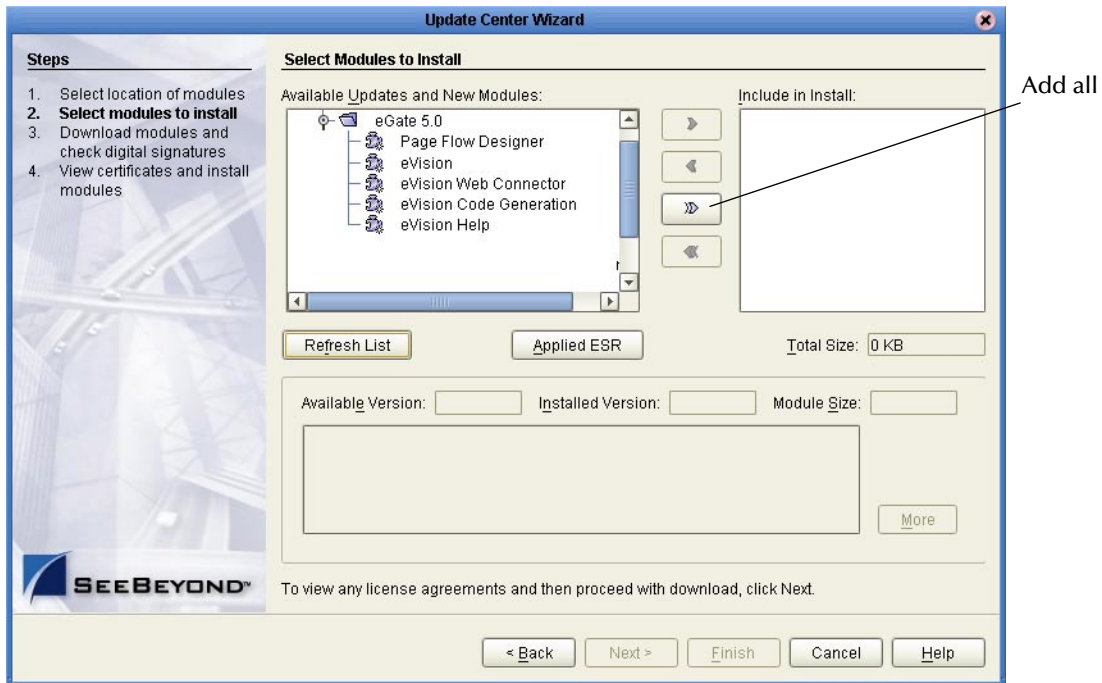 Update Center Wizard
Steps
1. Select location of modules
2. Select modules to install
3. Download modules and
check digital signatures
4. View certificates and install
modules
SEEBEYOND™
Select Modules to Install
Available Updates and New Modules:
eGate 5.0
Page Flow Designer
eVision
eVision Web Connector
eVision Code Generation
eVision Help
Include in Install:
Add all
Refresh List
Applied ESR
Total Size: 0 KB
Available Version:
Installed Version:
Module Size:
More
To view any license agreements and then proceed with download, click Next.
< Back
Next >
Finish
Cancel
Help